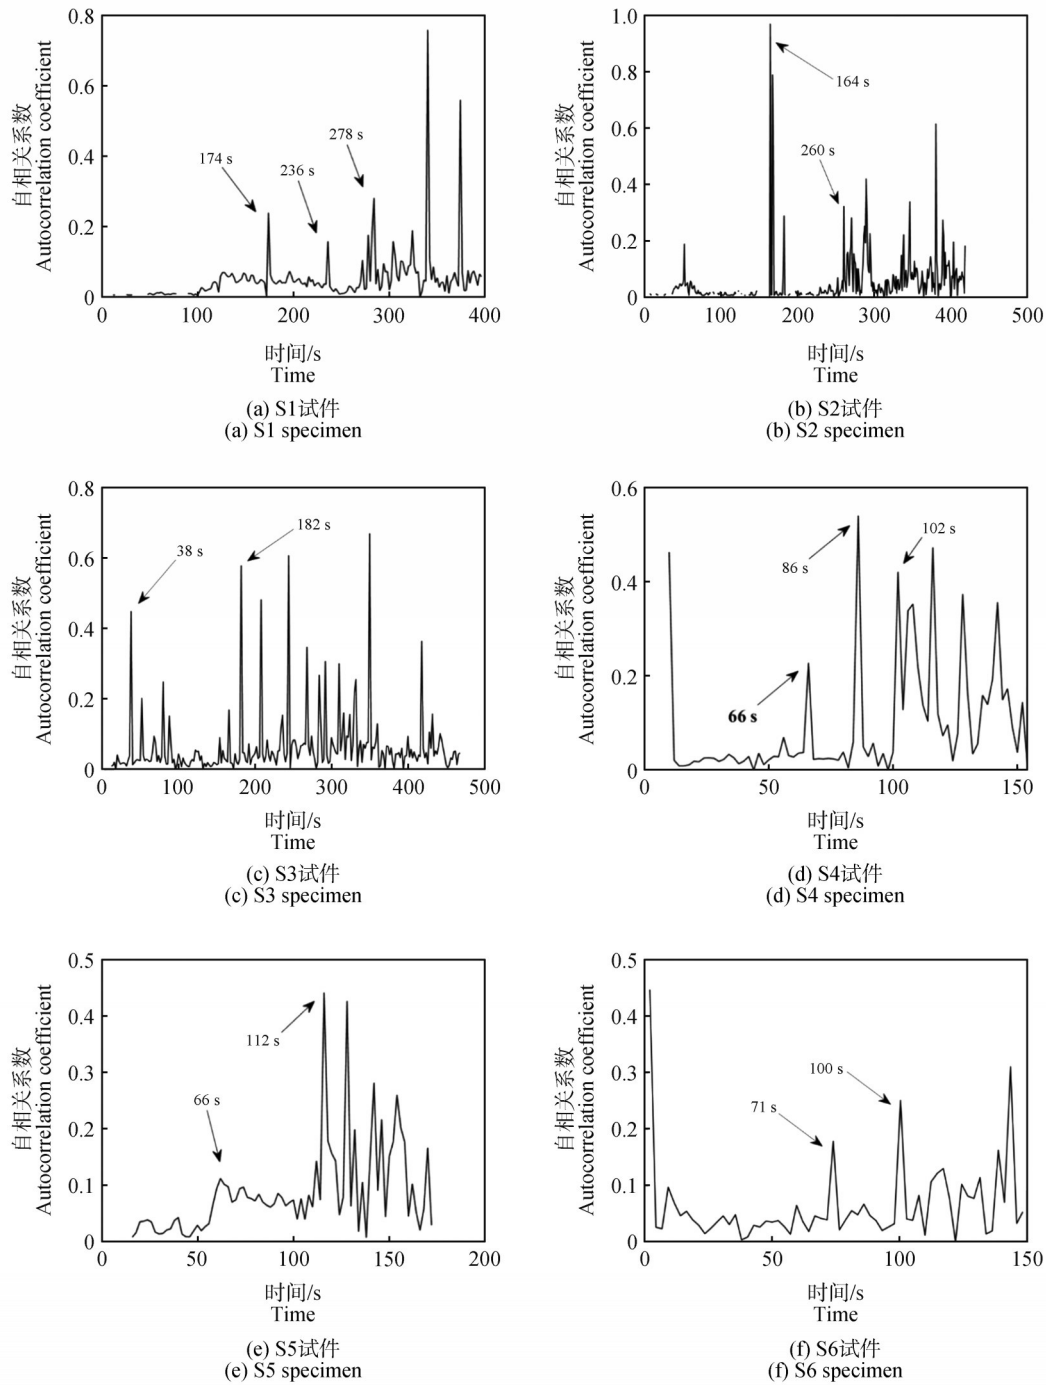 自相关系数
Autocorrelation coefficient
0.8
0.6
0.4
0.2
0
174 s
236 s
278 s
0 100 200 300 400
时间/s
Time
(a) S1试件
(a) S1 specimen
自相关系数
Autocorrelation coefficient
1.0
0.8
0.6
0.4
0.2
0
164 s
260 s
0 100 200 300 400 500
时间/s
Time
(b) S2试件
(b) S2 specimen
自相关系数
Autocorrelation coefficient
0.8
0.6
0.4
0.2
0
38 s
182 s
0 100 200 300 400 500
时间/s
Time
(c) S3试件
(c) S3 specimen
自相关系数
Autocorrelation coefficient
0.6
0.4
0.2
0
66 s
86 s
102 s
0 50 100 150
时间/s
Time
(d) S4试件
(d) S4 specimen
自相关系数
Autocorrelation coefficient
0.5
0.4
0.3
0.2
0.1
0
66 s
112 s
0 50 100 150 200
时间/s
Time
(e) S5试件
(e) S5 specimen
自相关系数
Autocorrelation coefficient
0.5
0.4
0.3
0.2
0.1
0
71 s
100 s
0 50 100 150
时间/s
Time
(f) S6试件
(f) S6 specimen